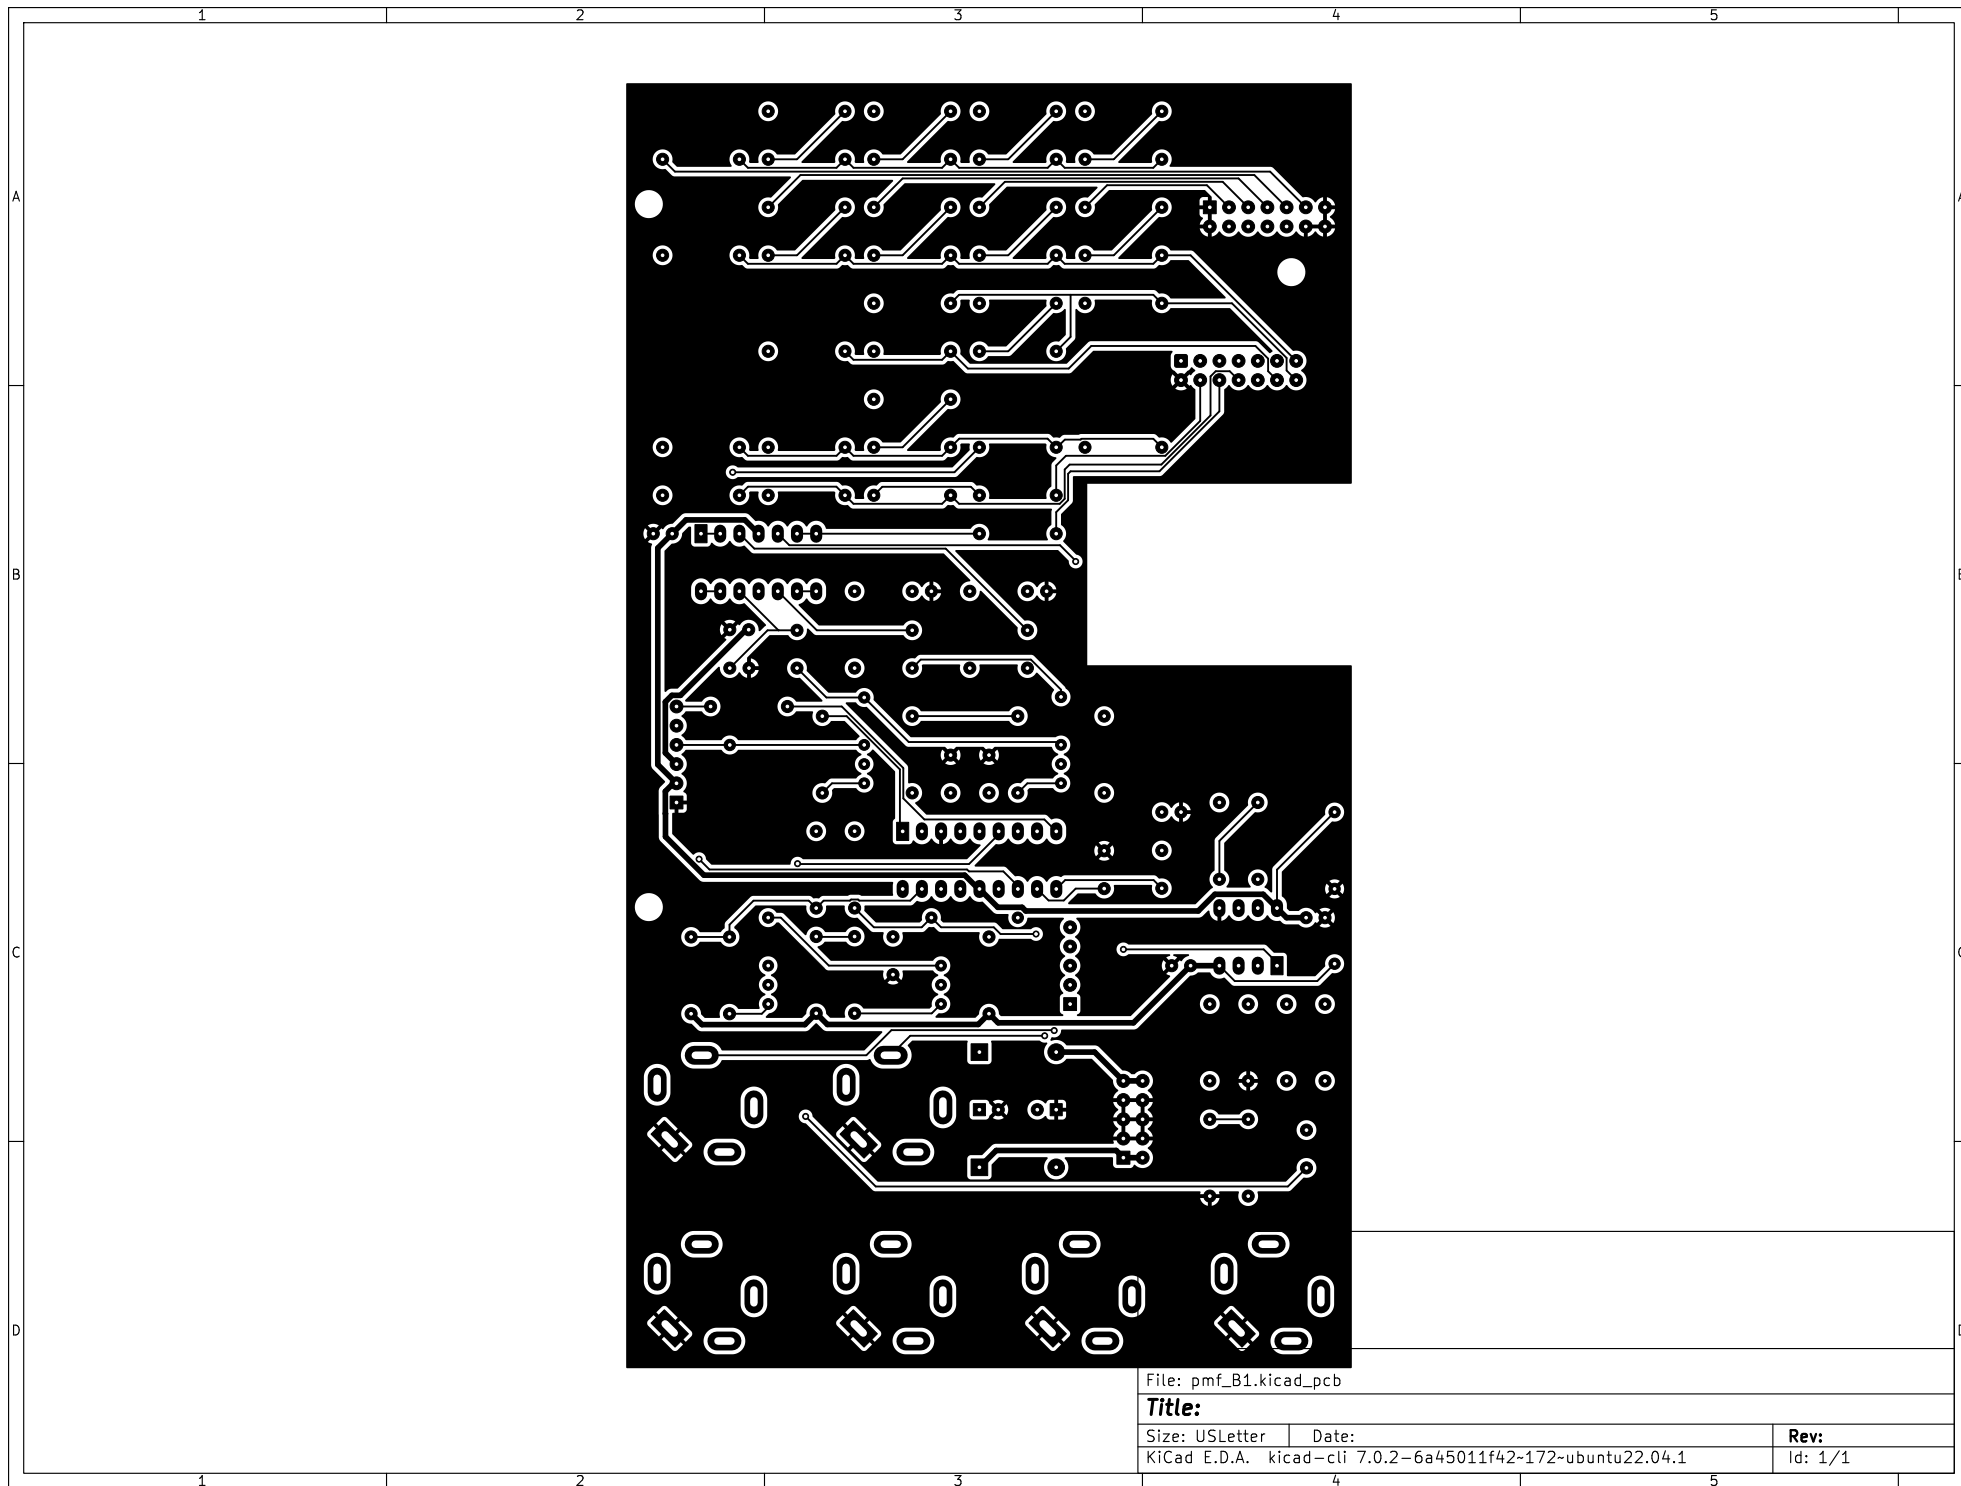 1 2 3 4 5
A
A
B
B
C
C
D
D
File: pmf_B1.kicad_pcb
Title:
Size: USLetter Date: Rev:
KiCad E.D.A. kicad-cli 7.0.2-6a45011f42~172~ubuntu22.04.1 Id: 1/1
1 2 3 4 5